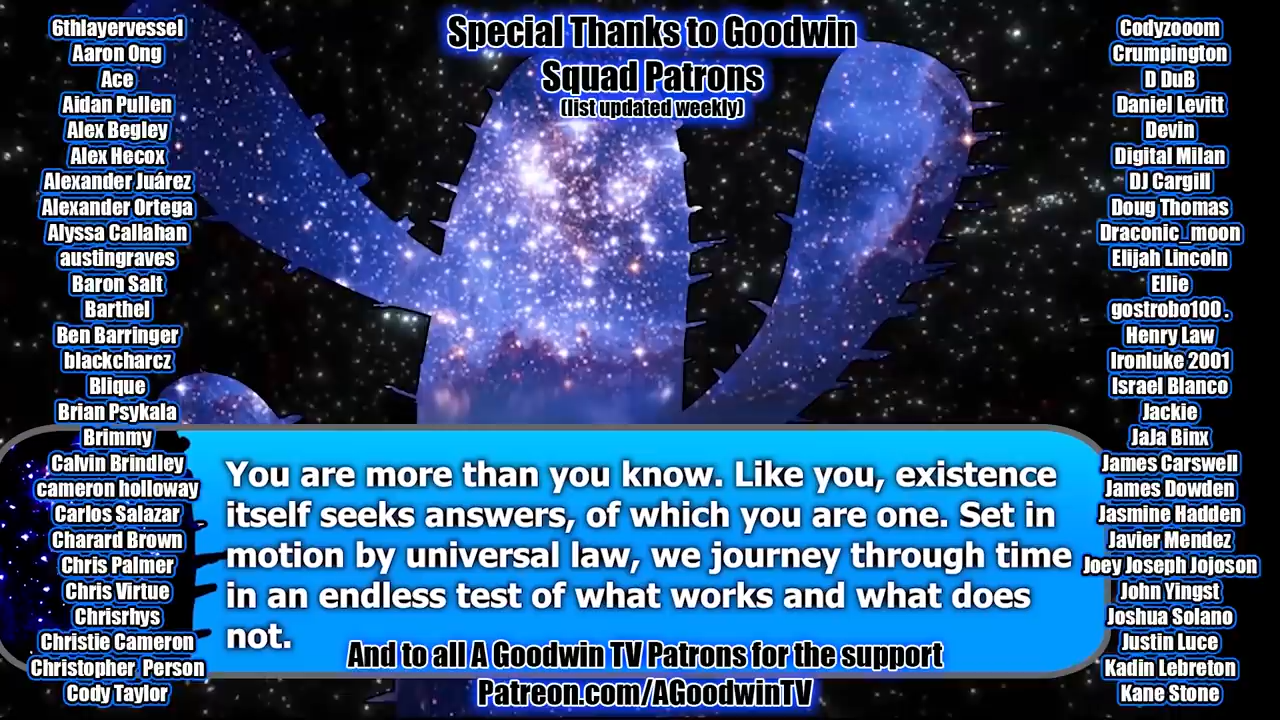 Special Thanks to Goodwin
Squad Patrons
(list updated weekly)
6thlayervessel
Aaron Ong
Ace
Aidan Pullen
Alex Begley
Alex Hecox
Alexander Juárez
Alexander Ortega
Alyssa Callahan
austingraves
Baron Salt
Barthel
Ben Barringer
blackcharcz
Blique
Brian Psykala
Brimmy
Calvin Brindley
cameron holloway
Carlos Salazar
Charard Brown
Chris Palmer
Chris Virtue
Chrisrhys
Christie Cameron
Christopher Person
Cody Taylor
You are more than you know. Like you, existence
itself seeks answers, of which you are one. Set in
motion by universal law, we journey through time
in an endless test of what works and what does
not.
And to all A Goodwin TV Patrons for the support
Patreon.com/AGoodwinTV
Codyzooom
Crumpington
D DuB
Daniel Levitt
Devin
Digital Milan
DJ Cargill
Doug Thomas
Draconic_moon
Elijah Lincoln
Ellie
gostrobo100 .
Henry Law
Ironluke 2001
Israel Blanco
Jackie
JaJa Binx
James Carswell
James Dowden
Jasmine Hadden
Javier Mendez
Joey Joseph Jojoson
John Yingst
Joshua Solano
Justin Luce
Kadin Lebreton
Kane Stone